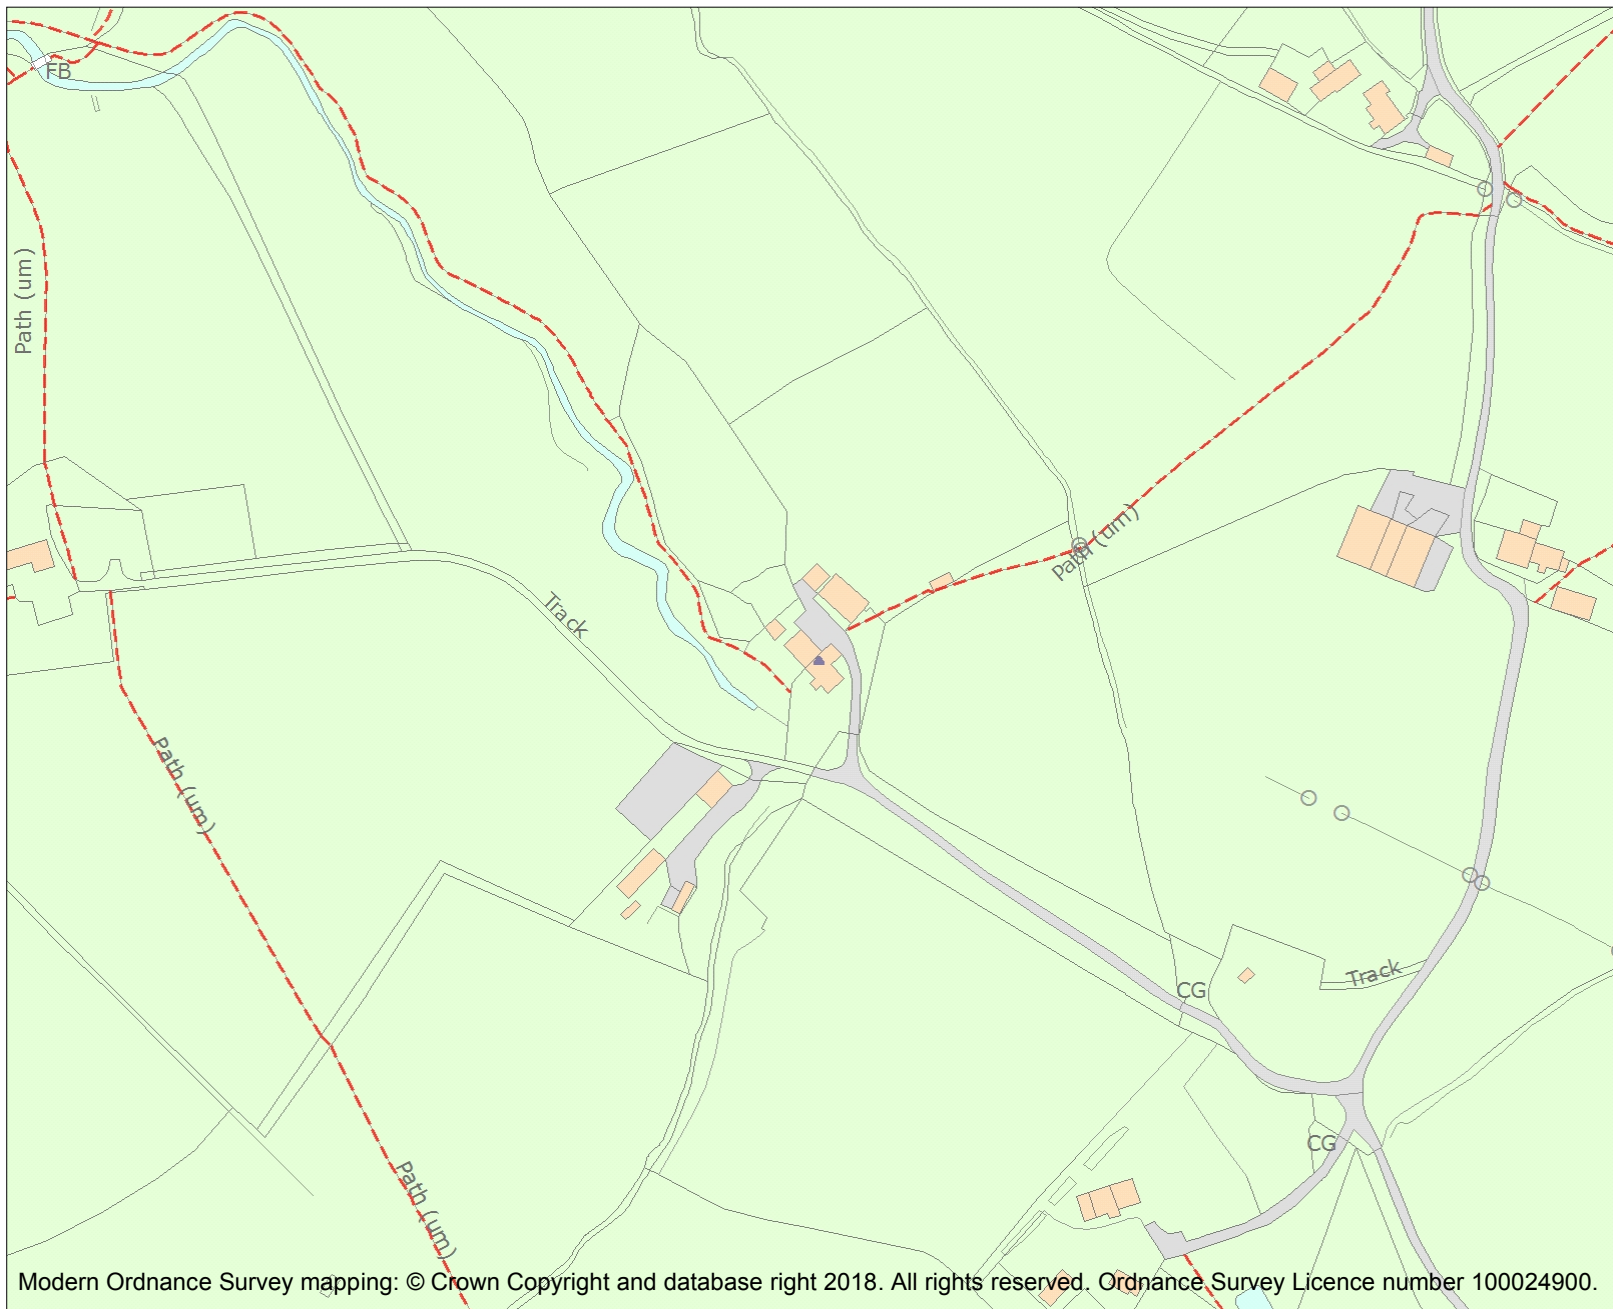 FB
Path (um)
Path (um)
Track
Path (um)
Track
CG
CG
Path (um)
Modern Ordnance Survey mapping: © Crown Copyright and database right 2018. All rights reserved. Ordnance Survey Licence number 100024900.